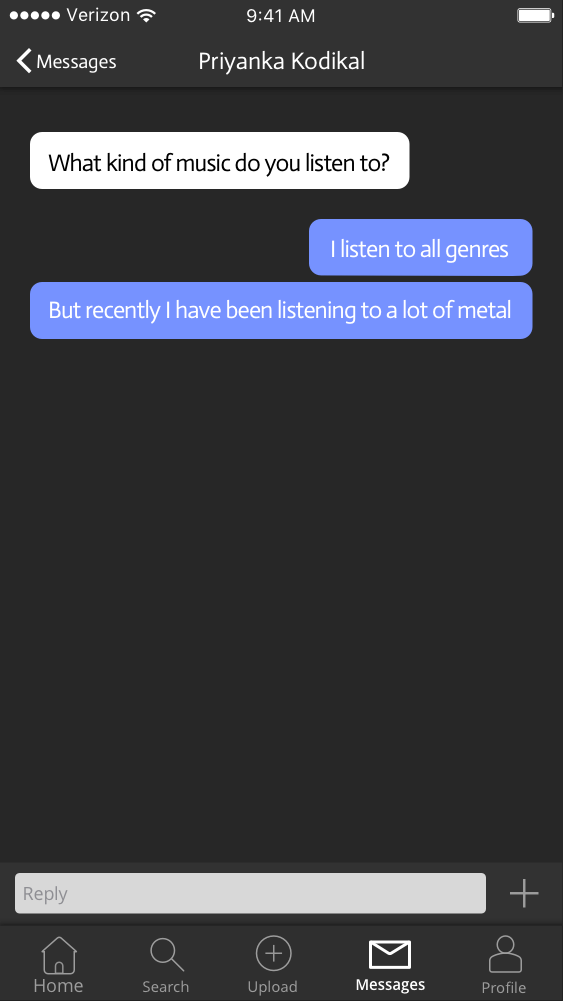 Verizon 9:41 AM
Messages Priyanka Kodikal
What kind of music do you listen to?
I listen to all genres
But recently I have been listening to a lot of metal
Reply
Home Search Upload Messages Profile